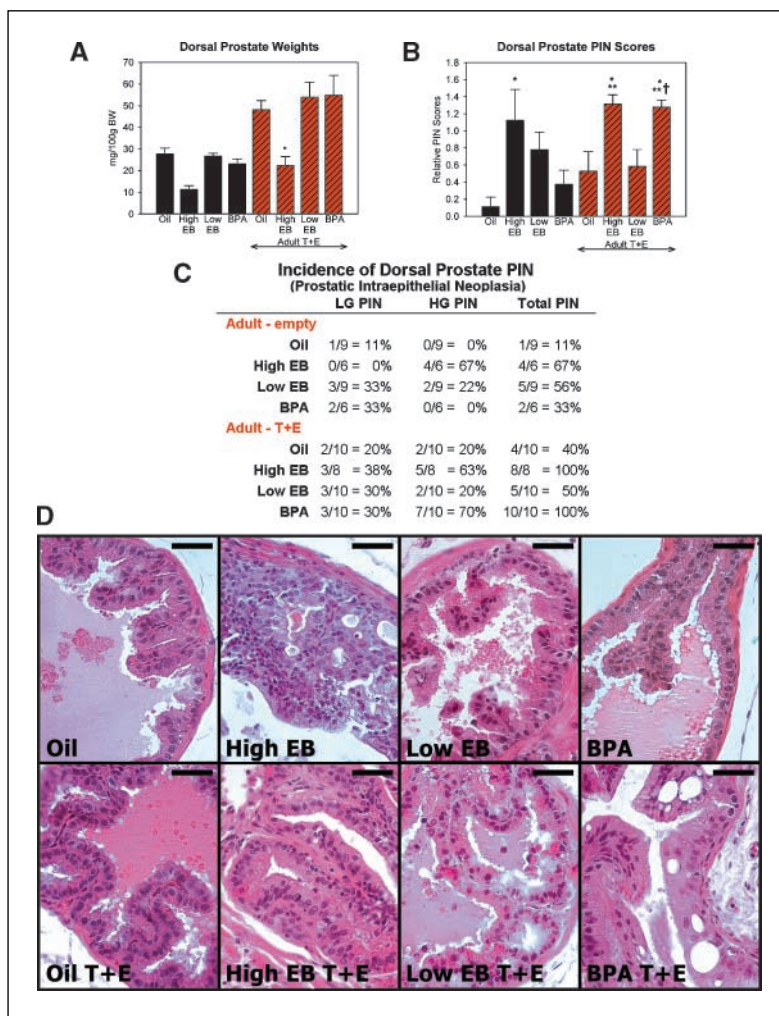 A
Dorsal Prostate Weights
mg/100g BW
70
60
50
40
30
20
10
0
Oil High EB Low EB BPA Oil High EB Low EB BPA
Adult T+E
*
B
Dorsal Prostate PIN Scores
Relative PIN Scores
1.8
1.6
1.4
1.2
1.0
0.8
0.6
0.4
0.2
0.0
*
*
**
*
**†
Oil High EB Low EB BPA Oil High EB Low EB BPA
Adult T+E
C
Incidence of Dorsal Prostate PIN
(Prostatic Intraepithelial Neoplasia)
LG PIN HG PIN Total PIN
Adult - empty
Oil 1/9 = 11% 0/9 = 0% 1/9 = 11%
High EB 0/6 = 0% 4/6 = 67% 4/6 = 67%
Low EB 3/9 = 33% 2/9 = 22% 5/9 = 56%
BPA 2/6 = 33% 0/6 = 0% 2/6 = 33%
Adult - T+E
Oil 2/10 = 20% 2/10 = 20% 4/10 = 40%
High EB 3/8 = 38% 5/8 = 63% 8/8 = 100%
Low EB 3/10 = 30% 2/10 = 20% 5/10 = 50%
BPA 3/10 = 30% 7/10 = 70% 10/10 = 100%
D
Oil
High EB
Low EB
BPA
Oil T+E
High EB T+E
Low EB T+E
BPA T+E